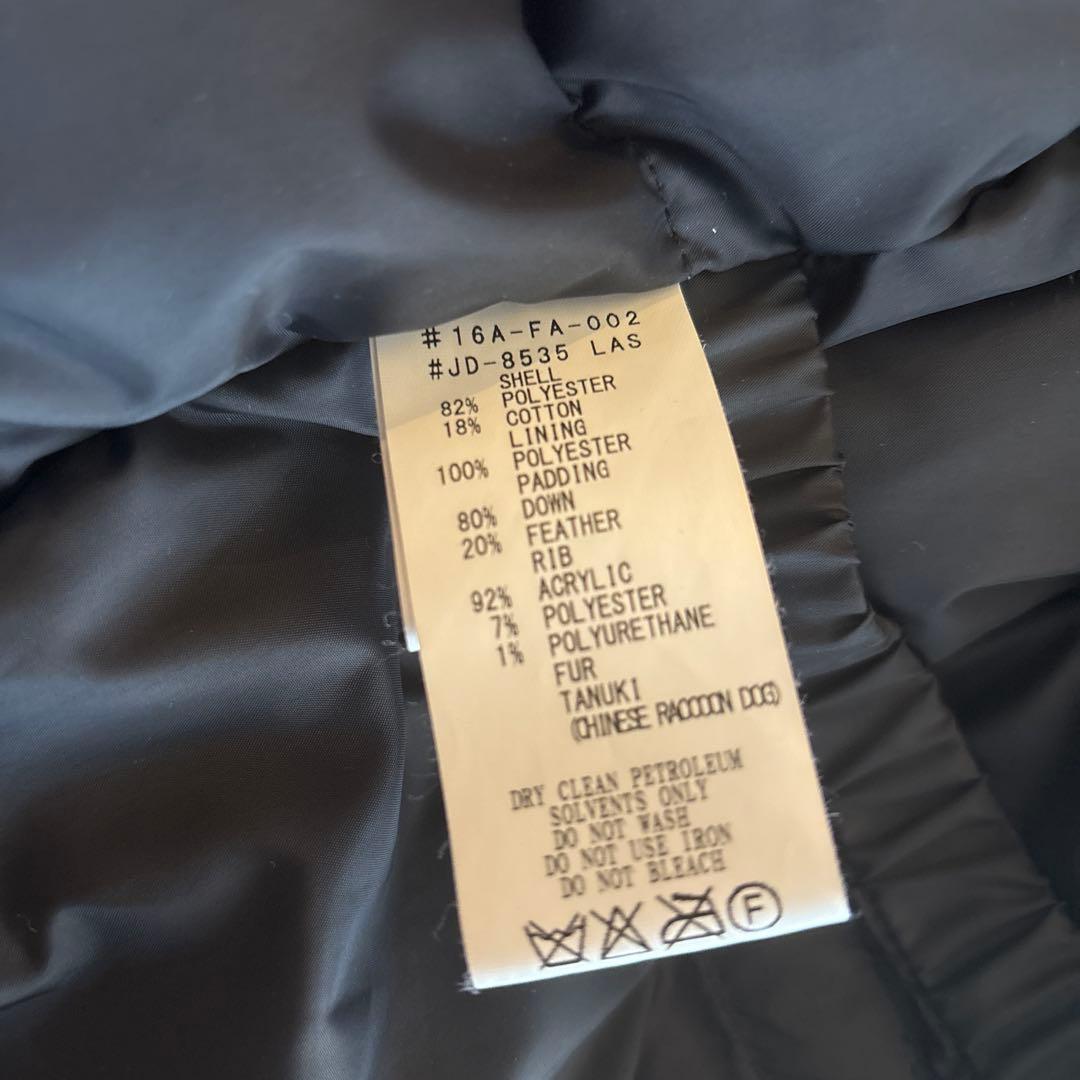 #16A-FA-002
#JD-8535 LAS
SHELL
82% POLYESTER
18% COTTON
LINING
100% POLYESTER
PADDING
80% DOWN
20% FEATHER
RIB
92% ACRYLIC
7% POLYESTER
1% POLYURETHANE
FUR
TANUKI
(CHINESE RACCOON DOG)
DRY CLEAN PETROLEUM
SOLVENTS ONLY
DO NOT WASH
DO NOT USE IRON
DO NOT BLEACH
F